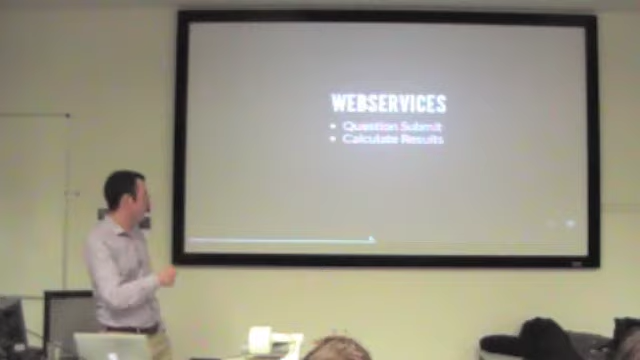 WEBSERVICES
• Question Submit
• Calculate Results